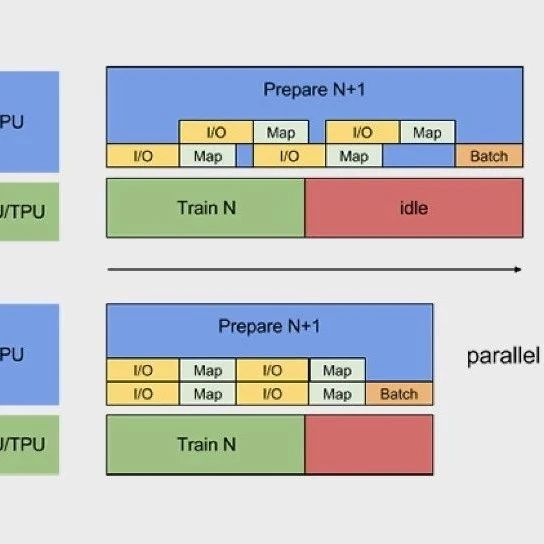 PU
Prepare N+1
I/O Map I/O Map
I/O Map I/O Map Batch
/TPU
Train N
idle
PU
Prepare N+1
parallel
I/O Map I/O Map
I/O Map I/O Map Batch
/TPU
Train N